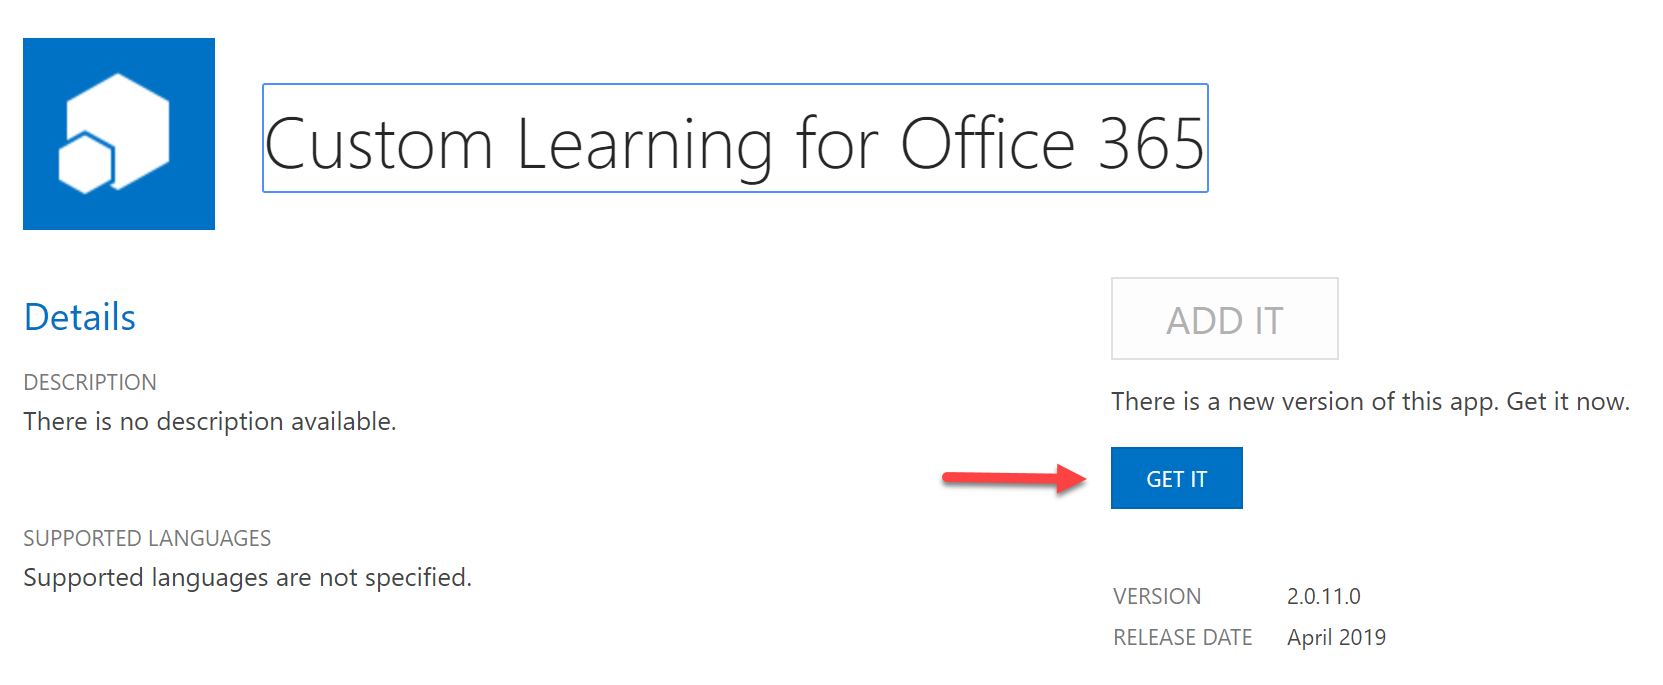 Custom Learning for Office 365
Details
DESCRIPTION
There is no description available.
SUPPORTED LANGUAGES
Supported languages are not specified.
ADD IT
There is a new version of this app. Get it now.
GET IT
VERSION 2.0.11.0
RELEASE DATE April 2019